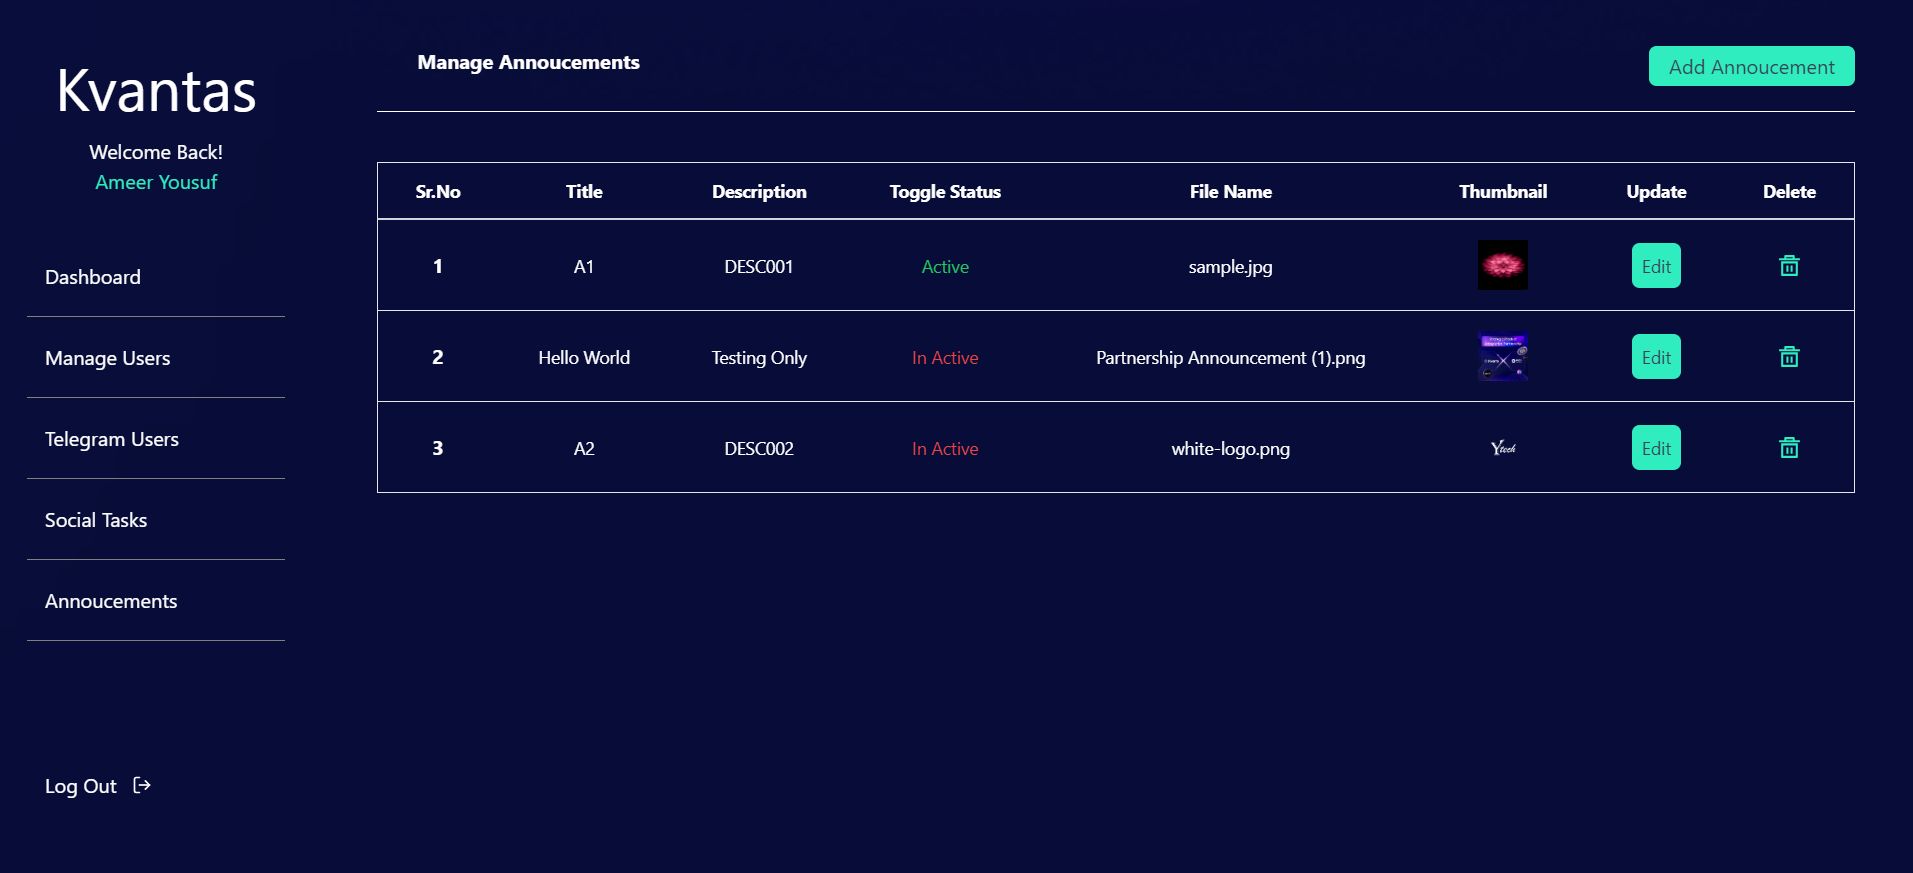 Kvantas
Welcome Back!
Ameer Yousuf
Dashboard
Manage Users
Telegram Users
Social Tasks
Annoucements
Log Out
Manage Annoucements
Add Annoucement
Sr.No Title Description Toggle Status File Name Thumbnail Update Delete
1 A1 DESC001 Active sample.jpg Edit
2 Hello World Testing Only In Active Partnership Announcement (1).png Edit
3 A2 DESC002 In Active white-logo.png Ytech Edit